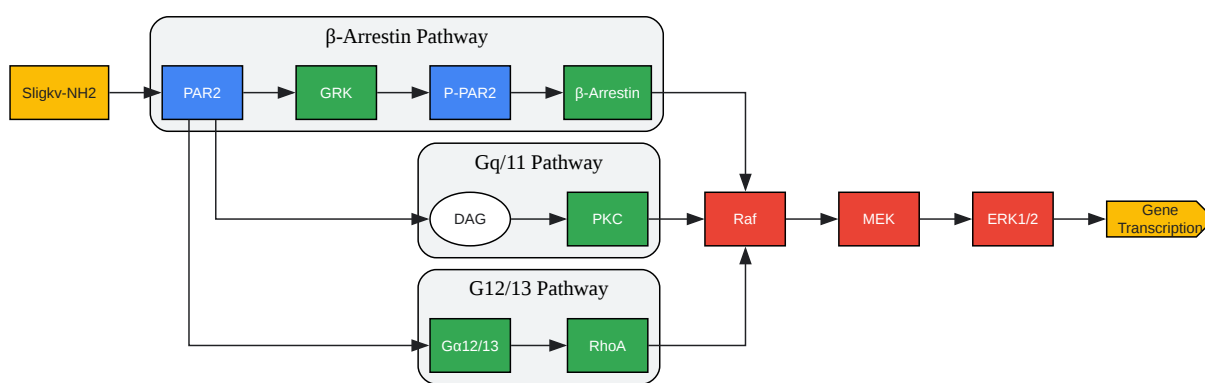 β-Arrestin Pathway
Sligkv-NH2
PAR2
GRK
P-PAR2
β-Arrestin
Gq/11 Pathway
DAG
PKC
Raf
MEK
ERK1/2
Gene
Transcription
G12/13 Pathway
Gα12/13
RhoA